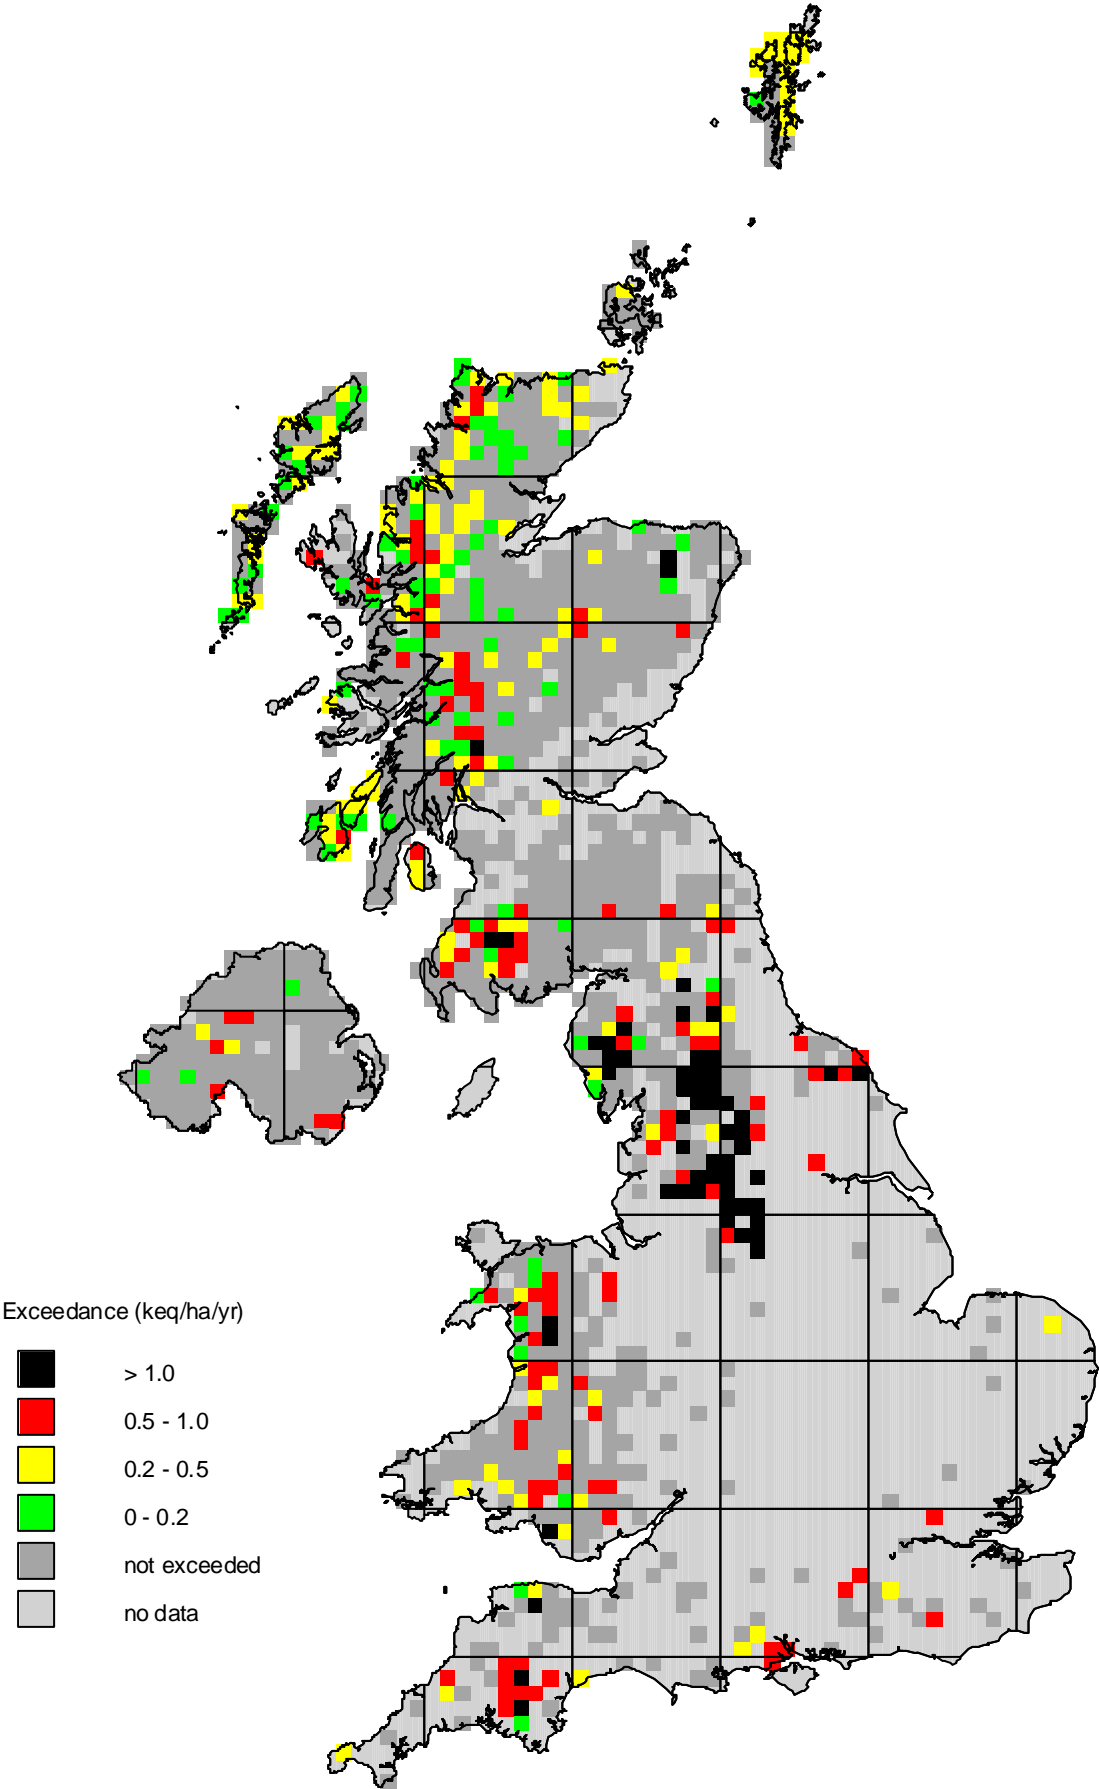 Exceedance (keq/ha/yr)
> 1.0
0.5 - 1.0
0.2 - 0.5
0 - 0.2
not exceeded
no data